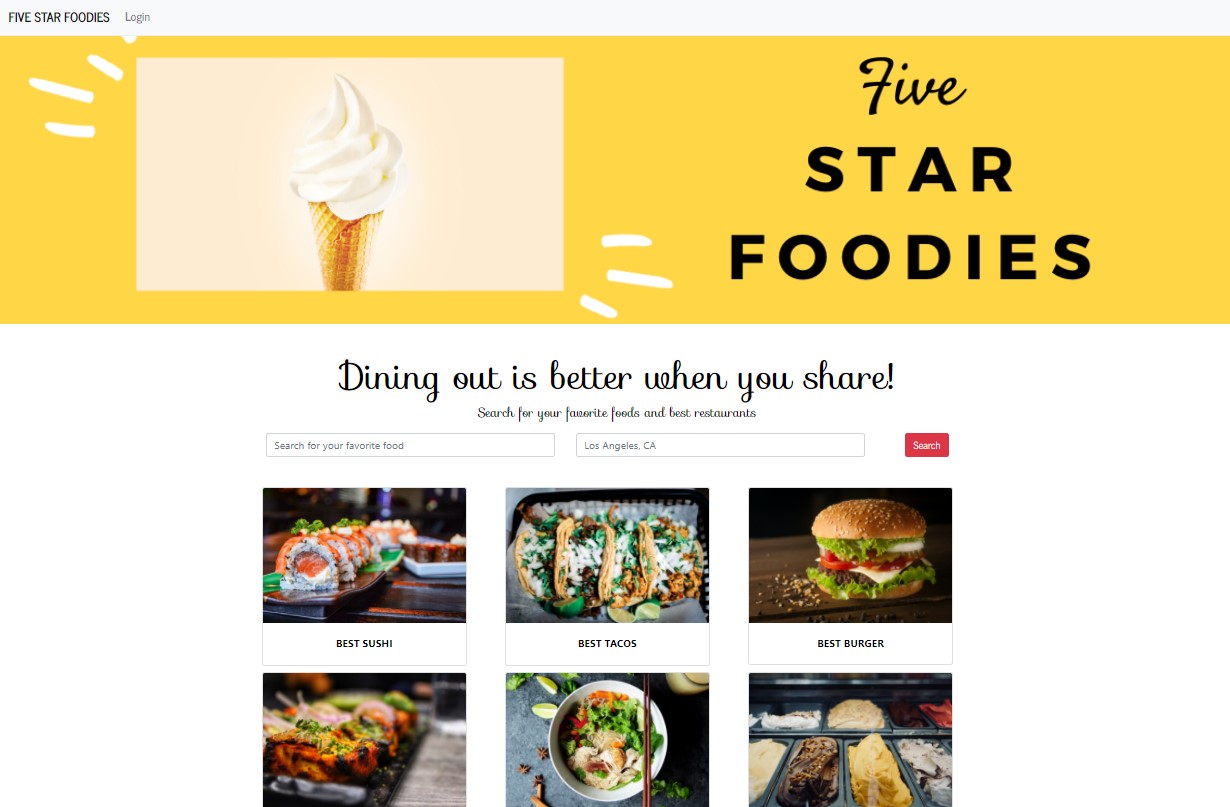 FIVE STAR FOODIES Login
Five
STAR
FOODIES
Dining out is better when you share!
Search for your favorite foods and best restaurants
Search for your favorite food Los Angeles, CA Search
BEST SUSHI BEST TACOS BEST BURGER